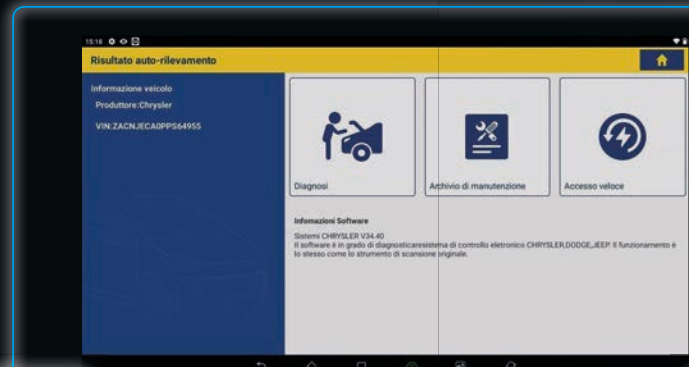 15:18
Risultato auto-rilevamento
Informazione veicolo
Produttore:Chrysler
VIN:ZACNJECA0PPS64955
Diagnosi
Archivio di manutenzione
Accesso veloce
Infomazioni Software
Sistemi CHRYSLER V34.40
Il software è in grado di diagnosticaresistema di controllo eletronico CHRYSLER,DODGE,JEEP. Il funzionamento è
lo stesso come lo strumento di scansione originale.